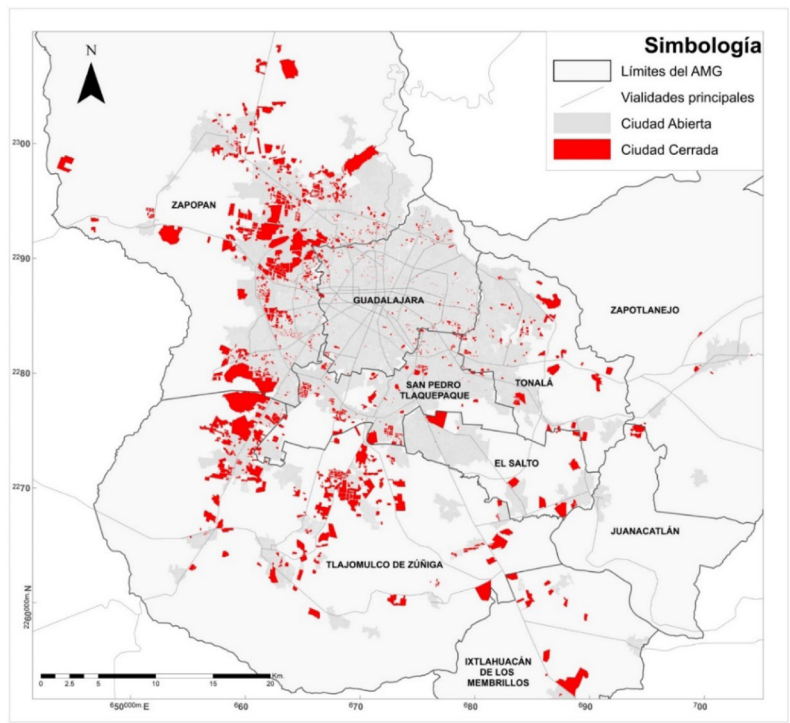 Simbología
N
Límites del AMG
Vialidades principales
Ciudad Abierta
Ciudad Cerrada
ZAPOPAN
GUADALAJARA
ZAPOTLANEJO
SAN PEDRO
TLAQUEPAQUE
TONALÁ
EL SALTO
JUANACATLÁN
TLAJOMULCO DE ZÚÑIGA
IXTLAHUACÁN
DE LOS
MEMBRILLOS
²³00
²²90
²²80
²²70
²²60⁰⁰⁰m. N
0 2.5 5 10 15 20 Km.
⁶50⁰⁰⁰m E
⁶60
⁶70
⁶80
⁶90
⁷00